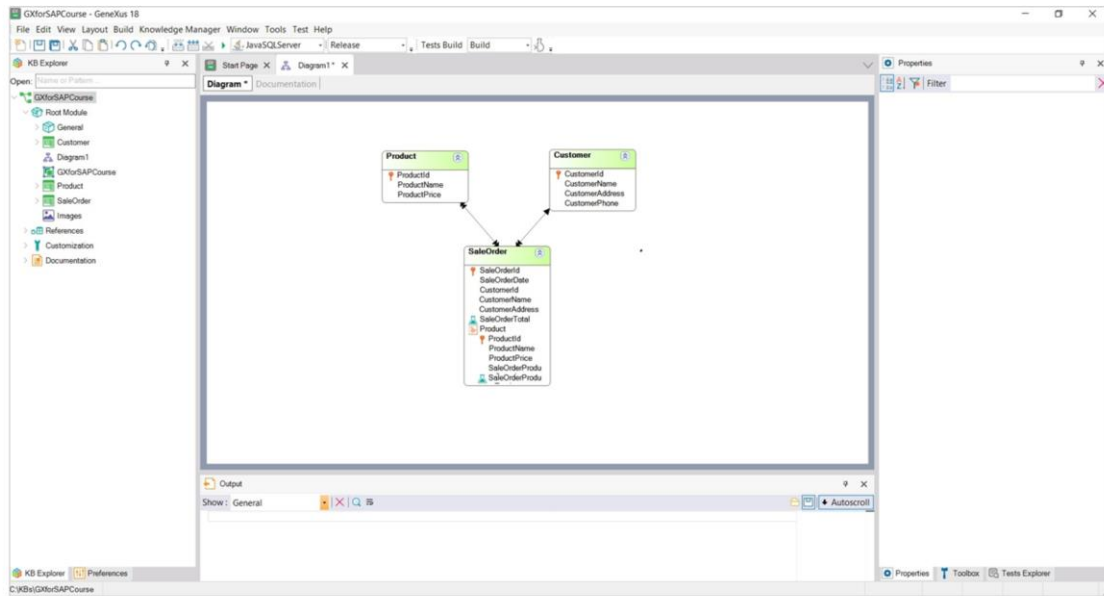 GXforSAPCourse - GeneXus 18
File Edit View Layout Build Knowledge Manager Window Tools Test Help
JavaSQLServer Release Tests Build Build
KB Explorer
Open: Name or Pattern...
GXforSAPCourse
Root Module
General
Customer
Diagram1
GXforSAPCourse
Product
SaleOrder
Images
References
Customization
Documentation
KB Explorer Preferences
C:\KBs\GXforSAPCourse
Start Page X Diagram1* X
Diagram * Documentation
Product
ProductId
ProductName
ProductPrice
Customer
CustomerId
CustomerName
CustomerAddress
CustomerPhone
SaleOrder
SaleOrderId
SaleOrderDate
CustomerId
CustomerName
CustomerAddress
SaleOrderTotal
Product
ProductId
ProductName
ProductPrice
SaleOrderProdu
SaleOrderProdu
Output
Show: General
Autoscroll
Properties
Filter
Properties Toolbox Tests Explorer